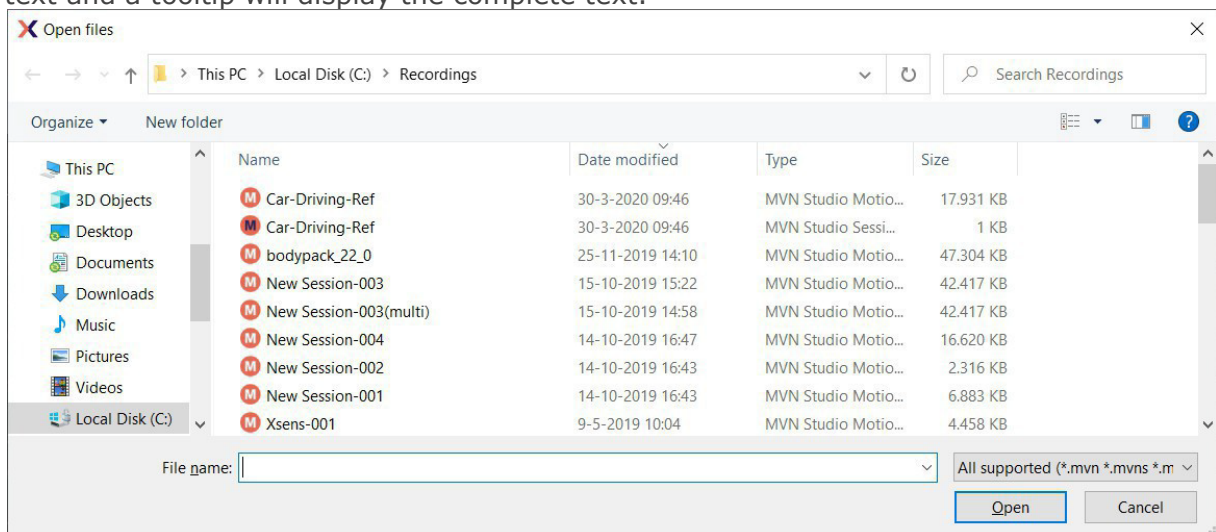 text and a tooltip will display the complete text.
Open files
This PC > Local Disk (C:) > Recordings
Search Recordings
Organize
New folder
Name Date modified Type Size
This PC
3D Objects
Desktop
Documents
Downloads
Music
Pictures
Videos
Local Disk (C:)
Car-Driving-Ref 30-3-2020 09:46 MVN Studio Motio... 17.931 KB
Car-Driving-Ref 30-3-2020 09:46 MVN Studio Sessi... 1 KB
bodypack_22_0 25-11-2019 14:10 MVN Studio Motio... 47.304 KB
New Session-003 15-10-2019 15:22 MVN Studio Motio... 42.417 KB
New Session-003(multi) 15-10-2019 14:58 MVN Studio Motio... 42.417 KB
New Session-004 14-10-2019 16:47 MVN Studio Motio... 16.620 KB
New Session-002 14-10-2019 16:43 MVN Studio Motio... 2.316 KB
New Session-001 14-10-2019 16:43 MVN Studio Motio... 6.883 KB
Xsens-001 9-5-2019 10:04 MVN Studio Motio... 4.458 KB
File name:
All supported (*.mvn *.mvns *.m
Open
Cancel